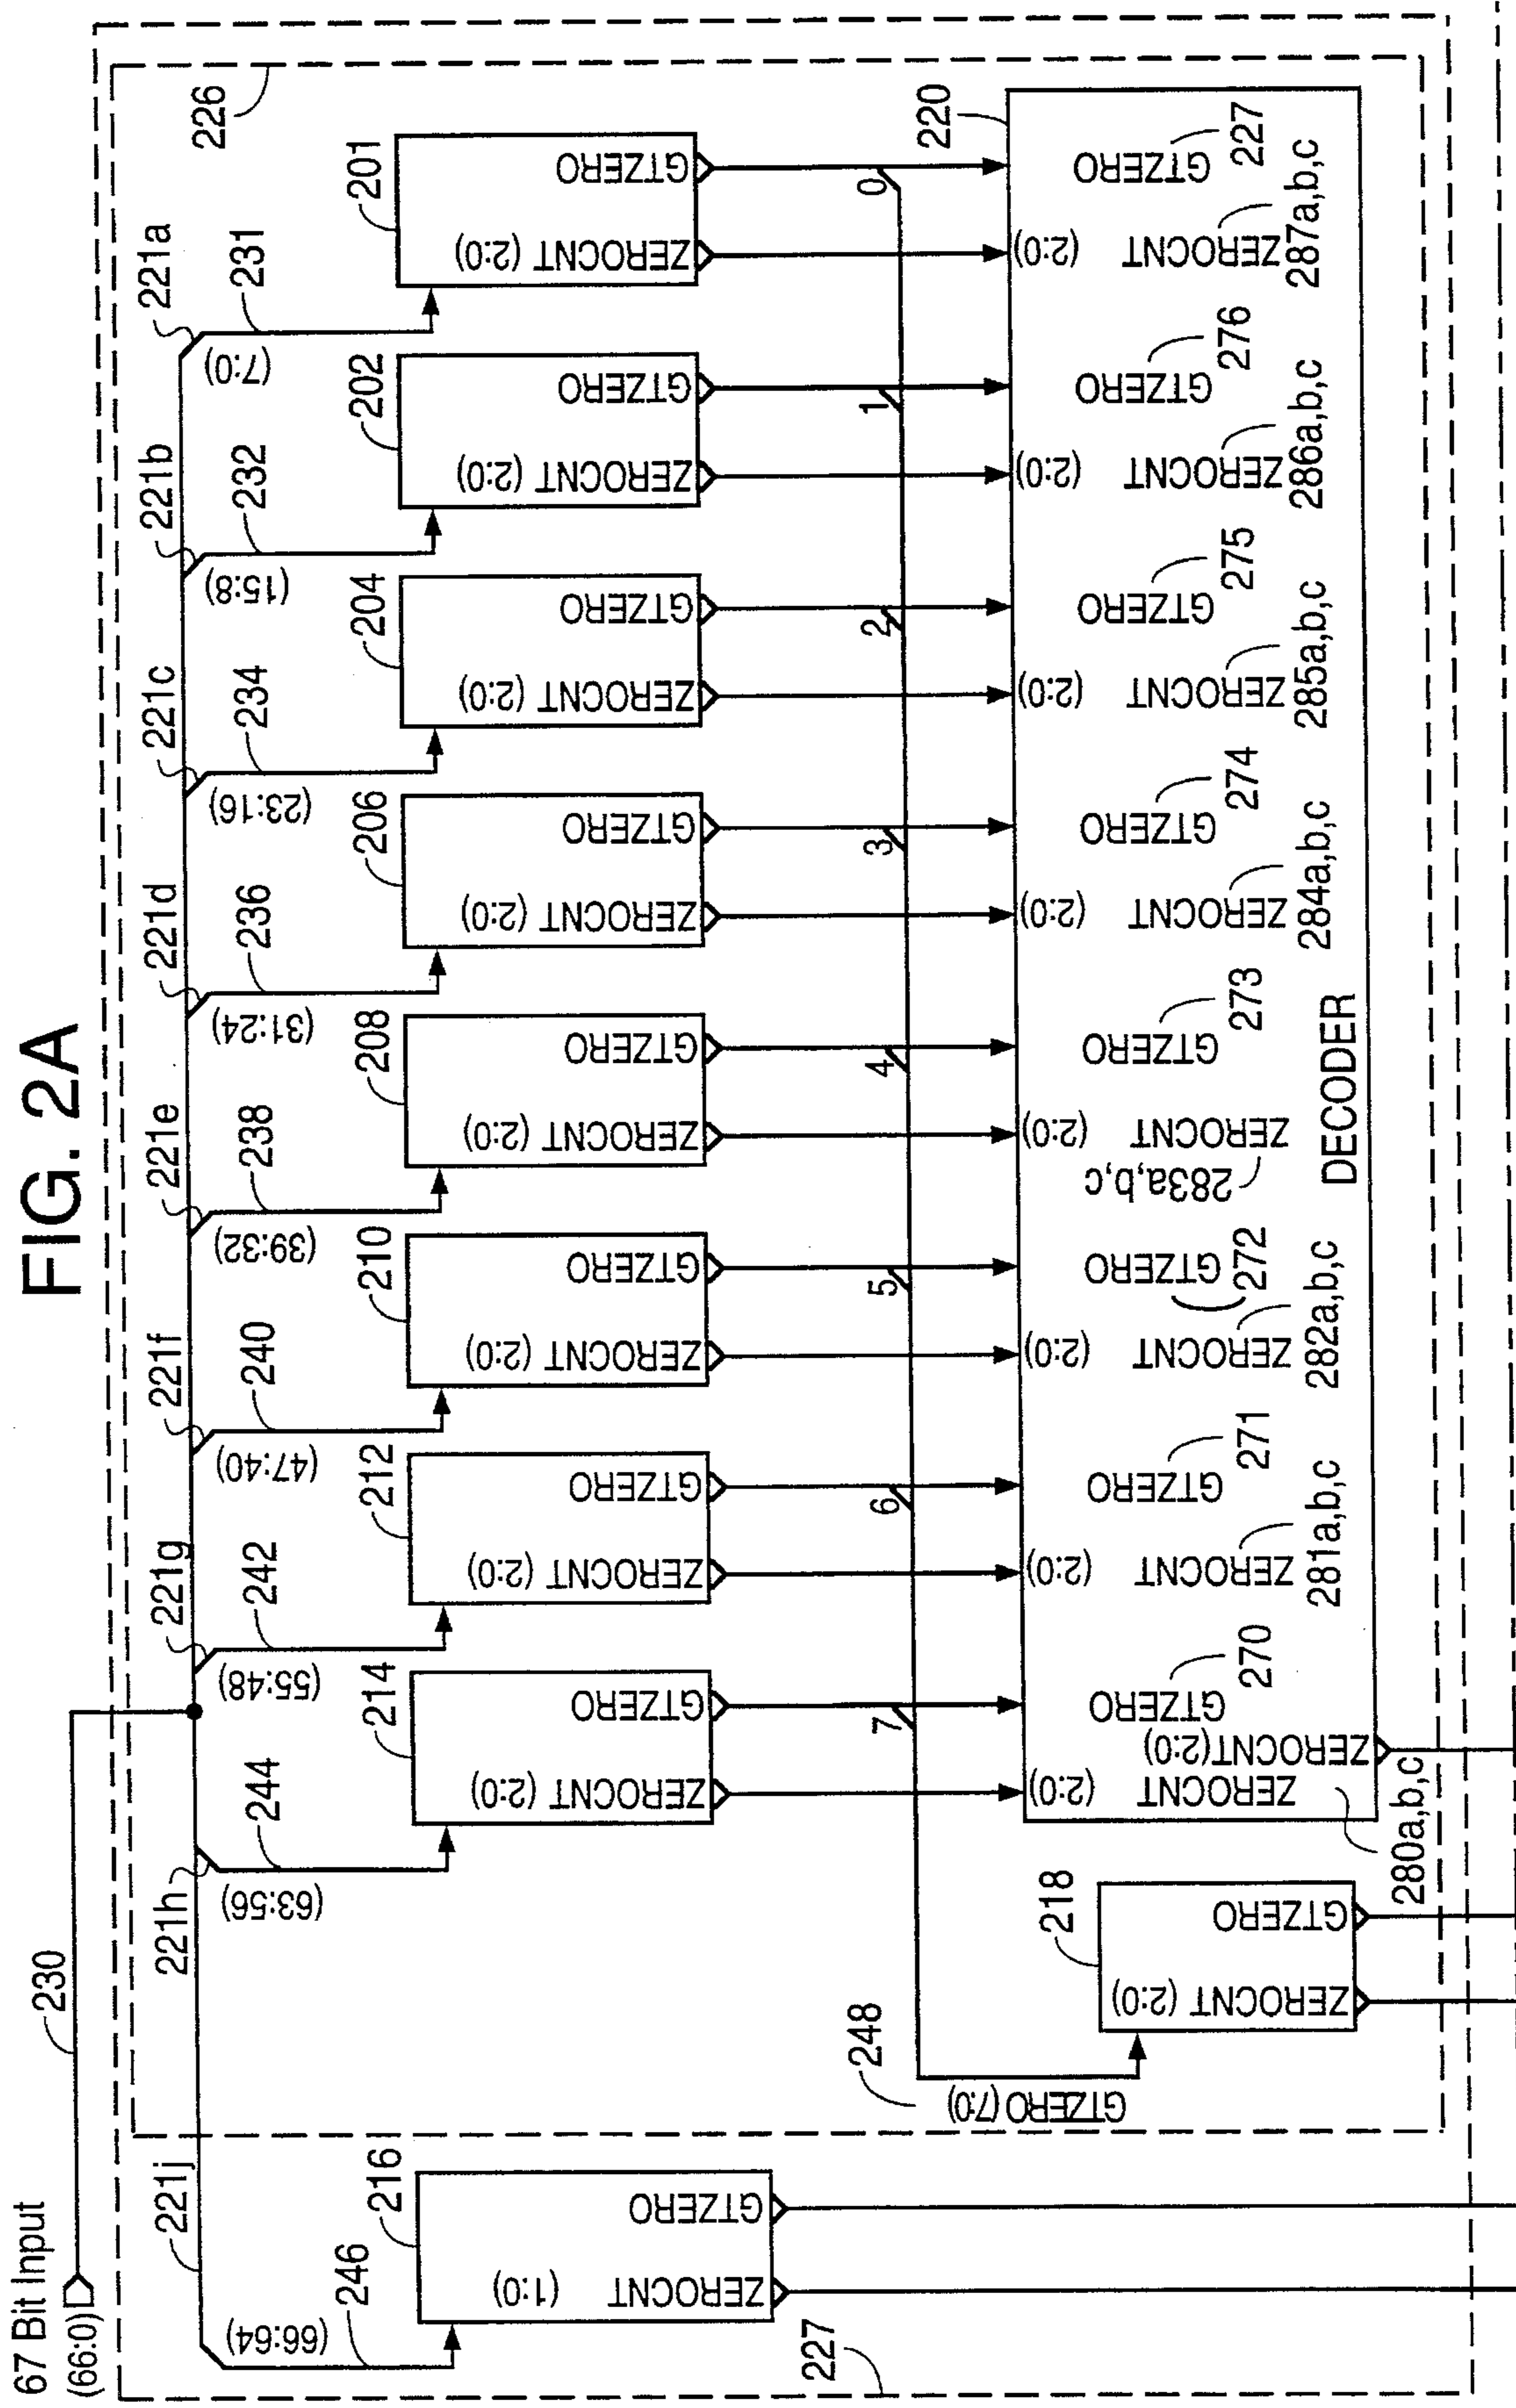 FIG. 2A
67 Bit Input
(66:0)
230
221j
221h
221g
221f
221e
221d
221c
221b
221a
226
(66:64)
246
(63:56)
244
(55:48)
242
(47:40)
240
(39:32)
238
(31:24)
236
(23:16)
234
(15:8)
232
(7:0)
231
216
214
212
210
208
206
204
202
201
(1:0)
ZEROCNT
GTZERO
ZEROCNT (2:0)
GTZERO
ZEROCNT (2:0)
GTZERO
ZEROCNT (2:0)
GTZERO
ZEROCNT (2:0)
GTZERO
ZEROCNT (2:0)
GTZERO
ZEROCNT (2:0)
GTZERO
ZEROCNT (2:0)
GTZERO
ZEROCNT (2:0)
GTZERO
227
248
7
6
5
4
3
2
1
0
GTZERO (7:0)
218
220
ZEROCNT (2:0)
GTZERO
(2:0)
(2:0)
(2:0)
(2:0)
(2:0)
(2:0)
(2:0)
(2:0)
ZEROCNT
ZEROCNT(2:0)
GTZERO
270
ZEROCNT
GTZERO
271
ZEROCNT
GTZERO
272
283a,b,c
ZEROCNT
GTZERO
273
ZEROCNT
GTZERO
274
ZEROCNT
GTZERO
275
ZEROCNT
GTZERO
276
ZEROCNT
GTZERO
227
280a,b,c
281a,b,c
282a,b,c
DECODER
284a,b,c
285a,b,c
286a,b,c
287a,b,c